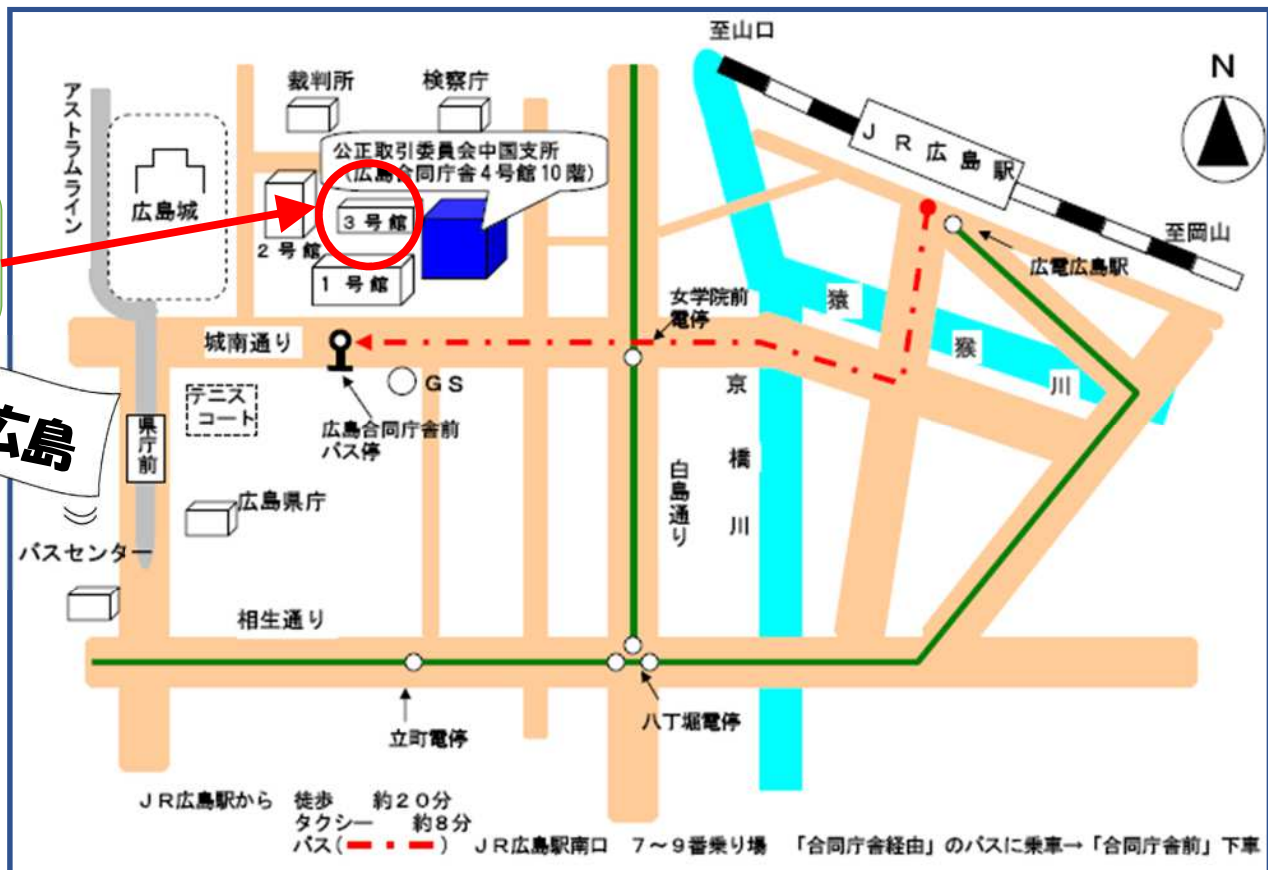 至山口
N
アストラムライン
裁判所
検察庁
JR広島駅
公正取引委員会中国支所
(広島合同庁舎4号館10階)
広島城
3号館
2号館
1号館
至岡山
広電広島駅
女学院前
電停
猿猴川
城南通り
GS
テニス
コート
広島合同庁舎前
バス停
京橋川
県庁前
広島
白島通り
広島県庁
バスセンター
相生通り
立町電停
八丁堀電停
JR広島駅から 徒歩 約20分
タクシー 約8分
バス( ) JR広島駅南口 7~9番乗り場 「合同庁舎経由」のバスに乗車→「合同庁舎前」下車